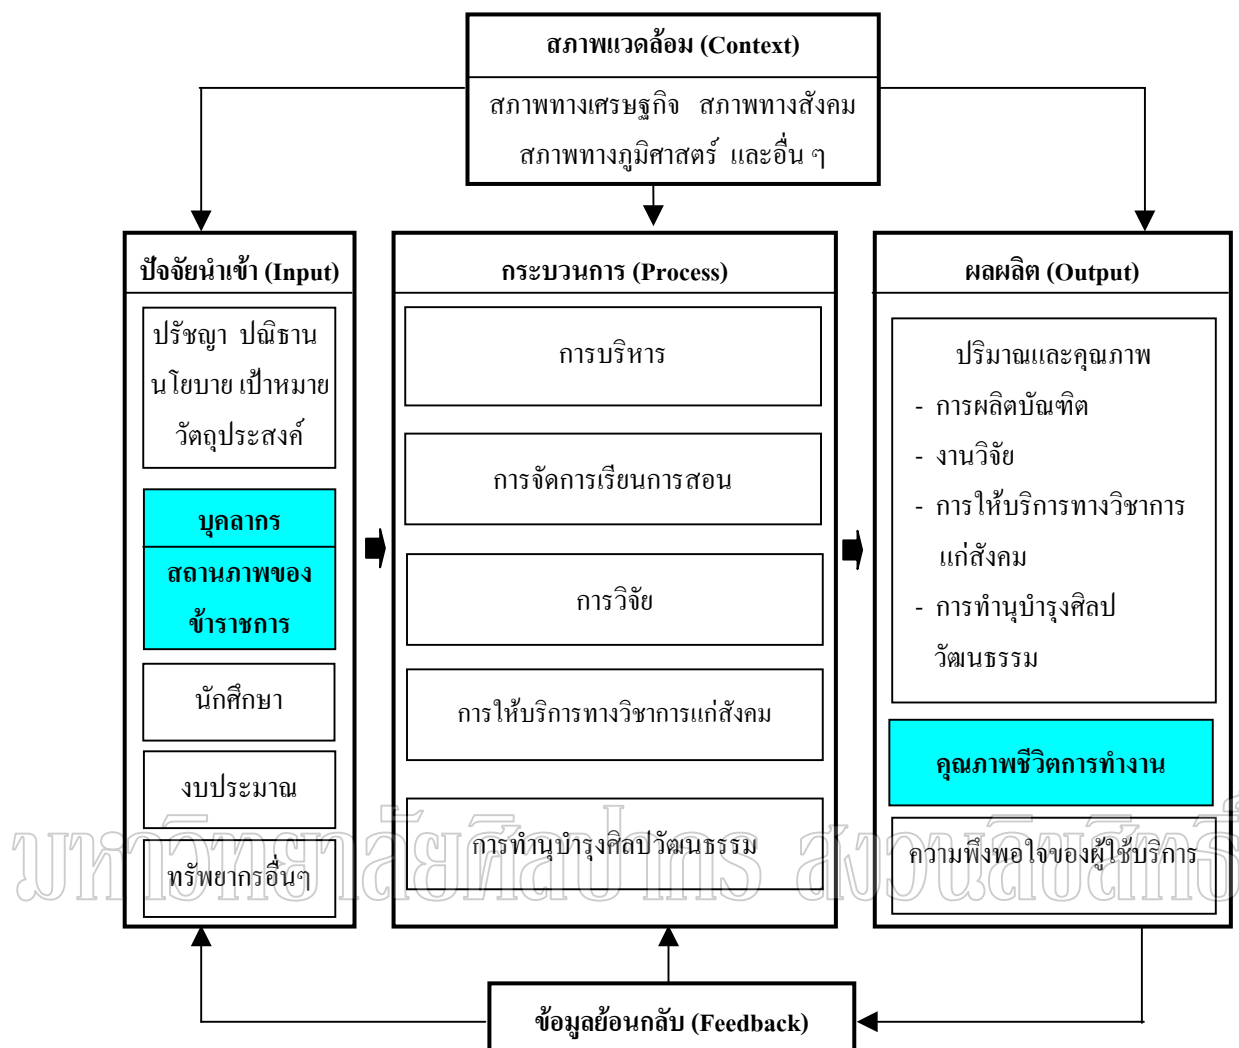 สภาพแวดล้อม (Context)
สภาพทางเศรษฐกิจ สภาพทางสังคม
สภาพทางภูมิศาสตร์ และอื่น ๆ
ปัจจัยนำเข้า (Input)
ปรัชญา ปณิธาน
นโยบาย เป้าหมาย
วัตถุประสงค์
บุคลากร
สถานภาพของ
ข้าราชการ
นักศึกษา
งบประมาณ
ทรัพยากรอื่นๆ
กระบวนการ (Process)
การบริหาร
การจัดการเรียนการสอน
การวิจัย
การให้บริการทางวิชาการแก่สังคม
การทำนุบำรุงศิลปวัฒนธรรม
ผลผลิต (Output)
ปริมาณและคุณภาพ
- การผลิตบัณฑิต
- งานวิจัย
- การให้บริการทางวิชาการ
แก่สังคม
- การทำนุบำรุงศิลป
วัฒนธรรม
คุณภาพชีวิตการทำงาน
ความพึงพอใจของผู้ใช้บริการ
ข้อมูลย้อนกลับ (Feedback)
มหาวิทยาลัยศิลปากร สงวนลิขสิทธิ์